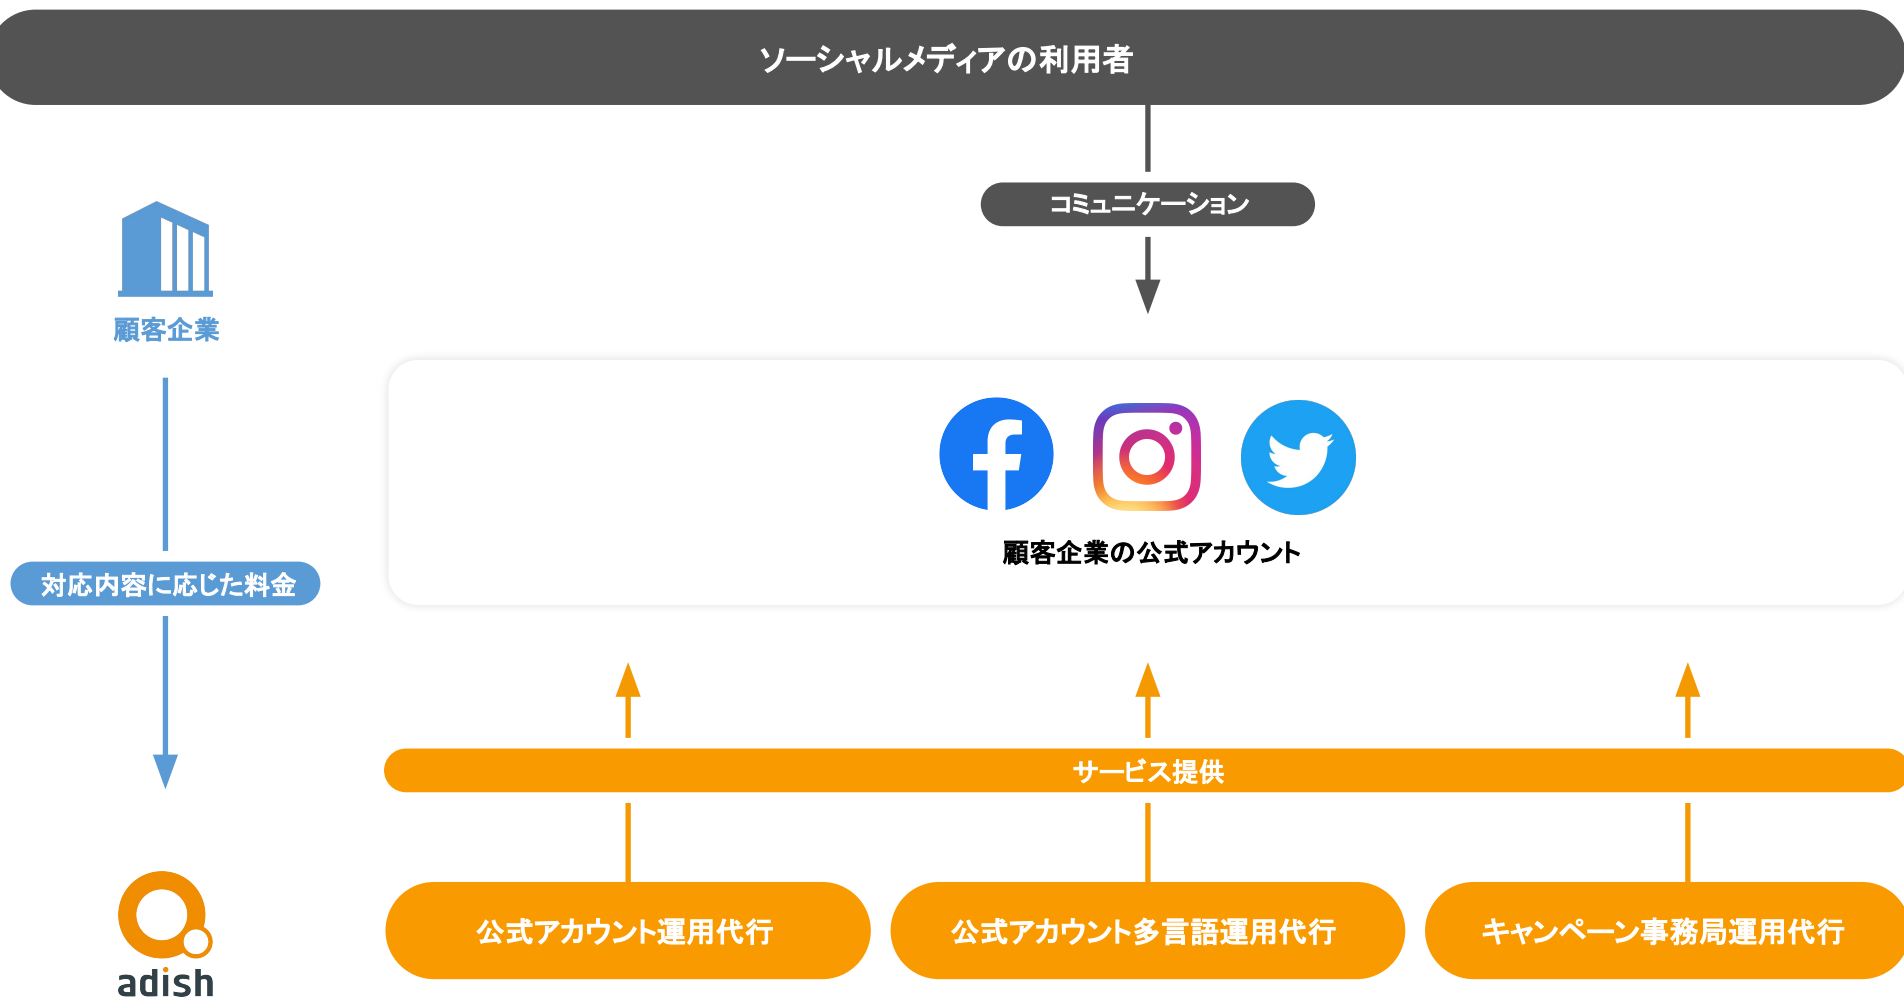 ソーシャルメディアの利用者
コミュニケーション
顧客企業
顧客企業の公式アカウント
対応内容に応じた料金
サービス提供
公式アカウント運用代行
公式アカウント多言語運用代行
キャンペーン事務局運用代行
adish